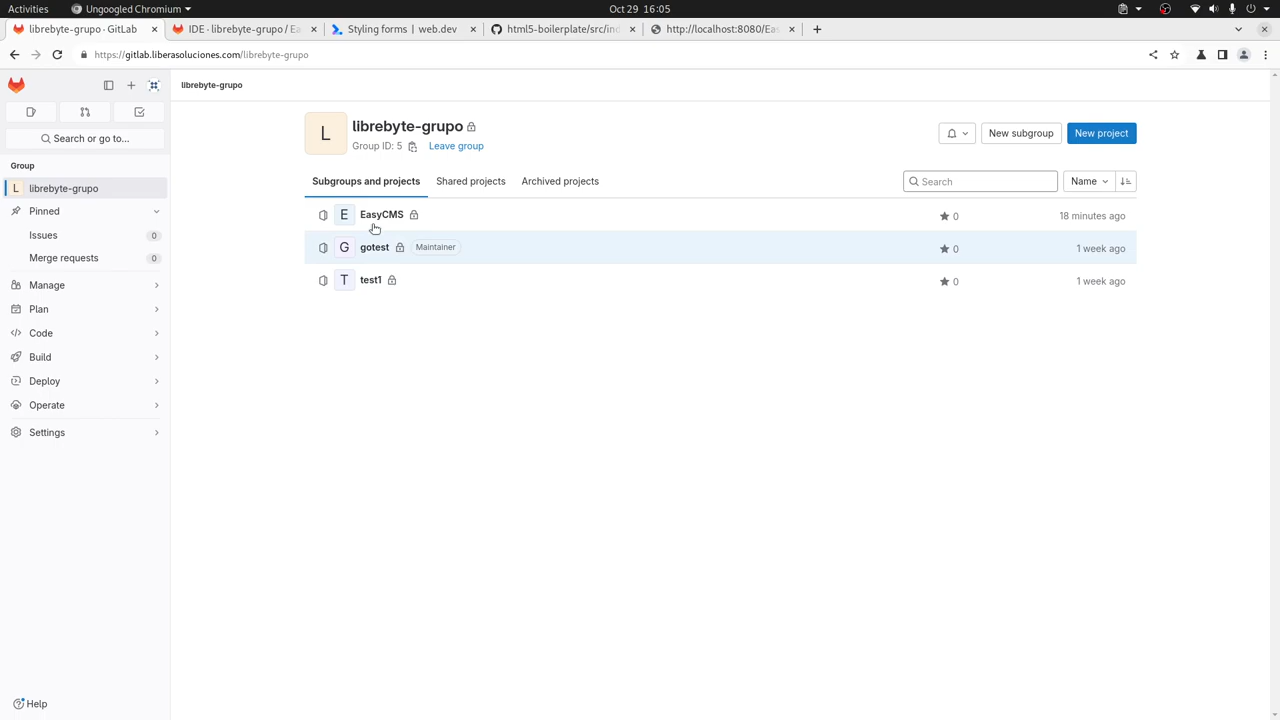 Activities
Ungoogled Chromium
Oct 29 16:05
librebyte-grupo · GitLab
IDE · librebyte-grupo / Ea
Styling forms | web.dev
html5-boilerplate/src/ind
http://localhost:8080/Eas
https://gitlab.liberasoluciones.com/librebyte-grupo
librebyte-grupo
Search or go to...
L
librebyte-grupo
Group ID: 5
Leave group
New subgroup
New project
Group
L librebyte-grupo
Subgroups and projects
Shared projects
Archived projects
Search
Name
Pinned
Issues 0
Merge requests 0
Manage
Plan
Code
Build
Deploy
Operate
Settings
E EasyCMS 0 18 minutes ago
G gotest Maintainer 0 1 week ago
T test1 0 1 week ago
Help